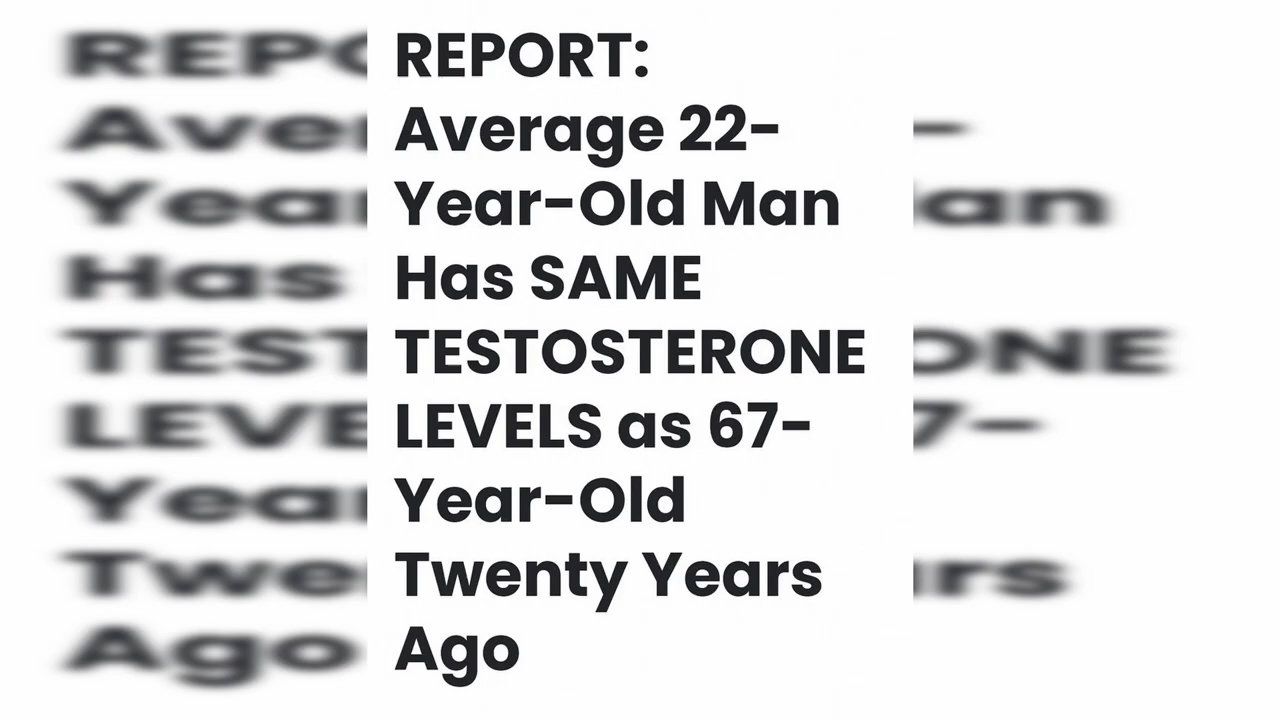 REPORT:
Average 22-
Year-Old Man
Has SAME
TESTOSTERONE
LEVELS as 67-
Year-Old
Twenty Years
Ago